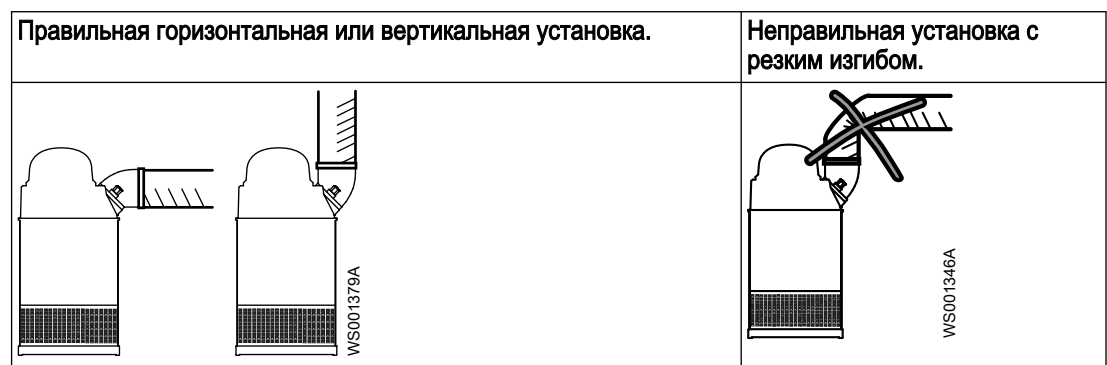 Правильная горизонтальная или вертикальная установка.
Неправильная установка с
резким изгибом.
WS001379A
WS001346A